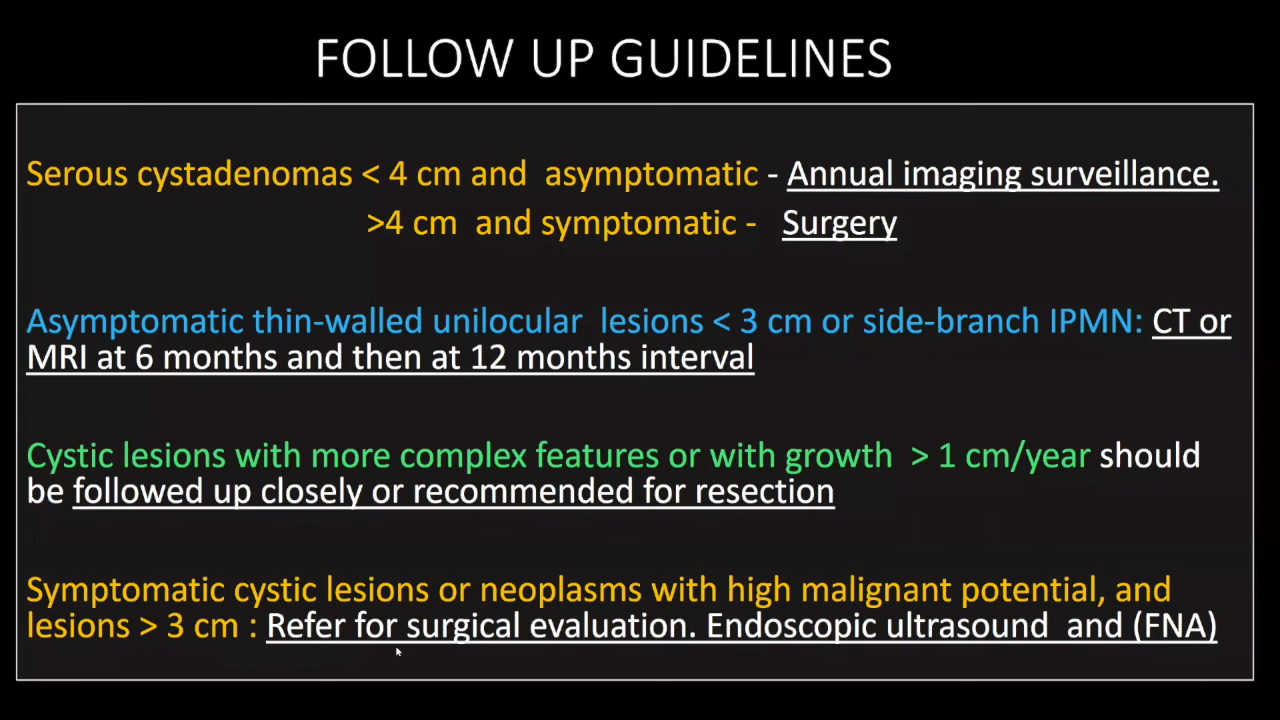 FOLLOW UP GUIDELINES
Serous cystadenomas < 4 cm and asymptomatic - Annual imaging surveillance.
>4 cm and symptomatic - Surgery
Asymptomatic thin-walled unilocular lesions < 3 cm or side-branch IPMN: CT or
MRI at 6 months and then at 12 months interval
Cystic lesions with more complex features or with growth > 1 cm/year should
be followed up closely or recommended for resection
Symptomatic cystic lesions or neoplasms with high malignant potential, and
lesions > 3 cm : Refer for surgical evaluation. Endoscopic ultrasound and (FNA)